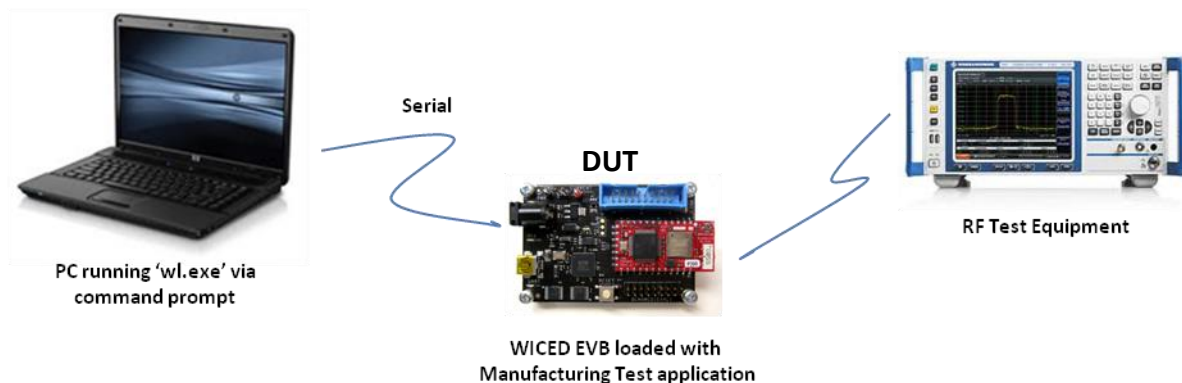 Serial
DUT
PC running 'wl.exe' via
command prompt
RF Test Equipment
WICED EVB loaded with
Manufacturing Test application